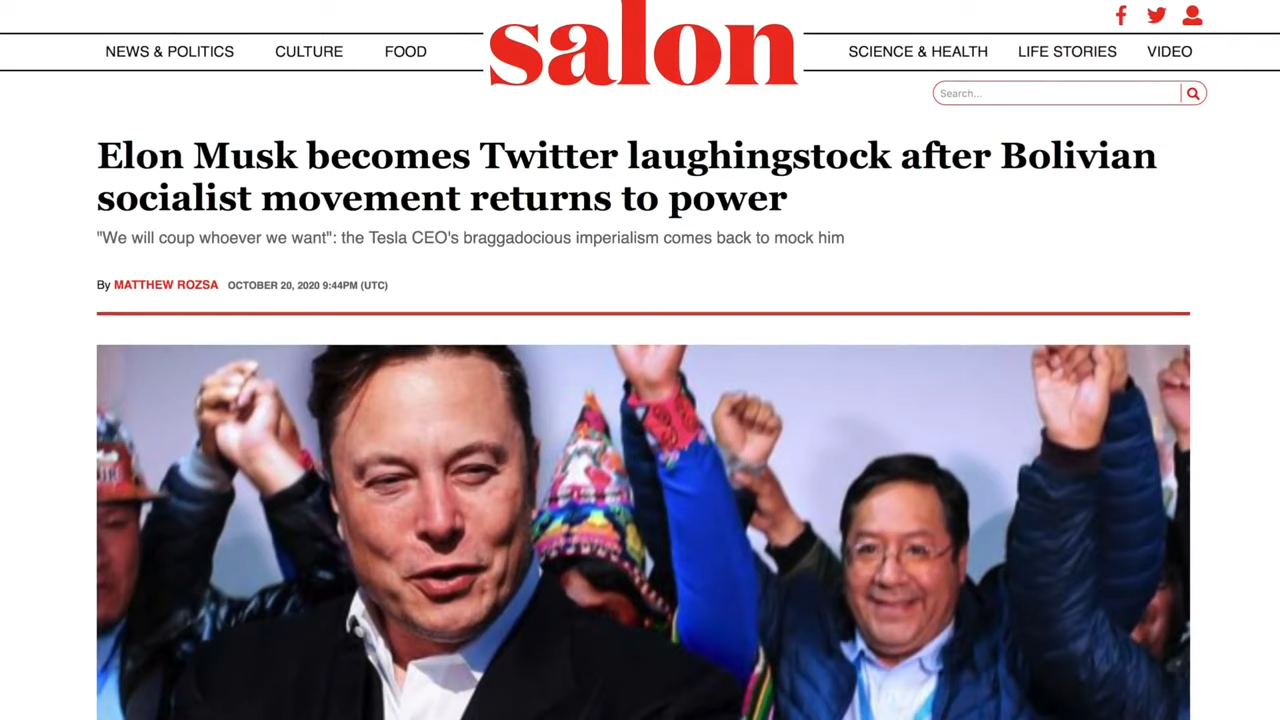 salon
NEWS & POLITICS
CULTURE
FOOD
SCIENCE & HEALTH
LIFE STORIES
VIDEO
Search...
Elon Musk becomes Twitter laughingstock after Bolivian
socialist movement returns to power
"We will coup whoever we want": the Tesla CEO's braggadocious imperialism comes back to mock him
By MATTHEW ROZSA OCTOBER 20, 2020 9:44PM (UTC)